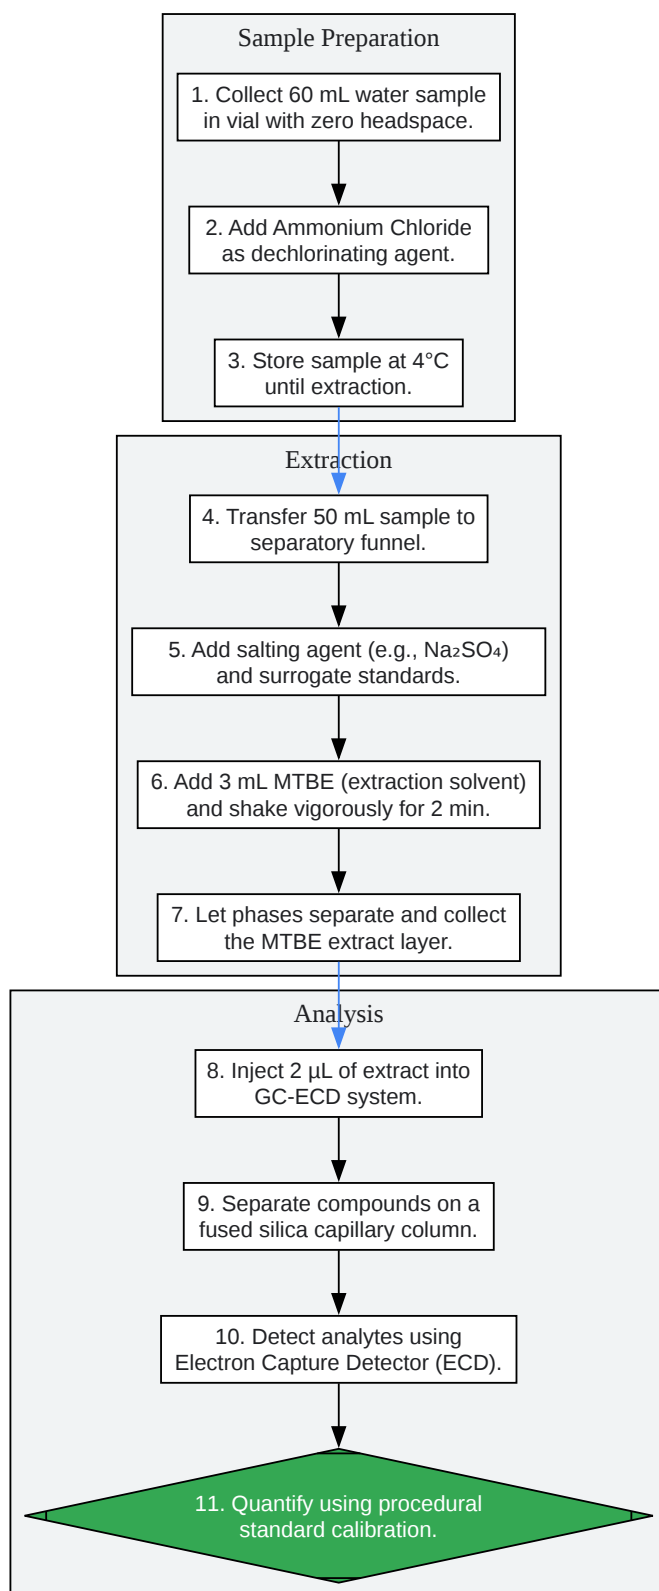 Sample Preparation
1. Collect 60 mL water sample
in vial with zero headspace.
2. Add Ammonium Chloride
as dechlorinating agent.
3. Store sample at 4°C
until extraction.
Extraction
4. Transfer 50 mL sample to
separatory funnel.
5. Add salting agent (e.g., Na₂SO₄)
and surrogate standards.
6. Add 3 mL MTBE (extraction solvent)
and shake vigorously for 2 min.
7. Let phases separate and collect
the MTBE extract layer.
Analysis
8. Inject 2 µL of extract into
GC-ECD system.
9. Separate compounds on a
fused silica capillary column.
10. Detect analytes using
Electron Capture Detector (ECD).
11. Quantify using procedural
standard calibration.